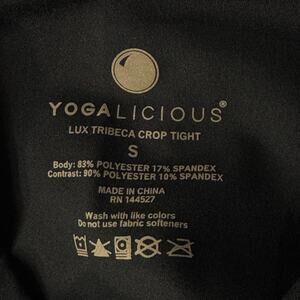 YOGALICIOUS®
LUX TRIBECA CROP TIGHT
S
Body: 83% POLYESTER 17% SPANDEX
Contrast: 90% POLYESTER 10% SPANDEX
MADE IN CHINA
RN 144527
Wash with like colors
Do not use fabric softeners